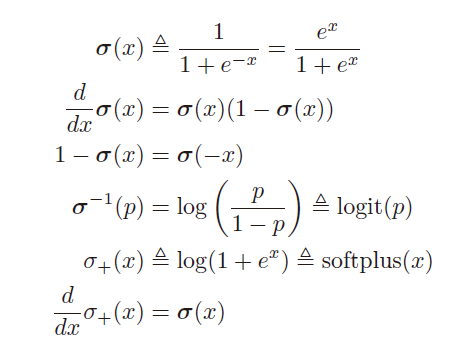 σ(x) ≜ 1/(1 + e^{−x}) = e^x/(1 + e^x)
d/dx σ(x) = σ(x)(1 − σ(x))
1 − σ(x) = σ(−x)
σ^{−1}(p) = log(p/(1 − p)) ≜ logit(p)
σ_+(x) ≜ log(1 + e^x) ≜ softplus(x)
d/dx σ_+(x) = σ(x)